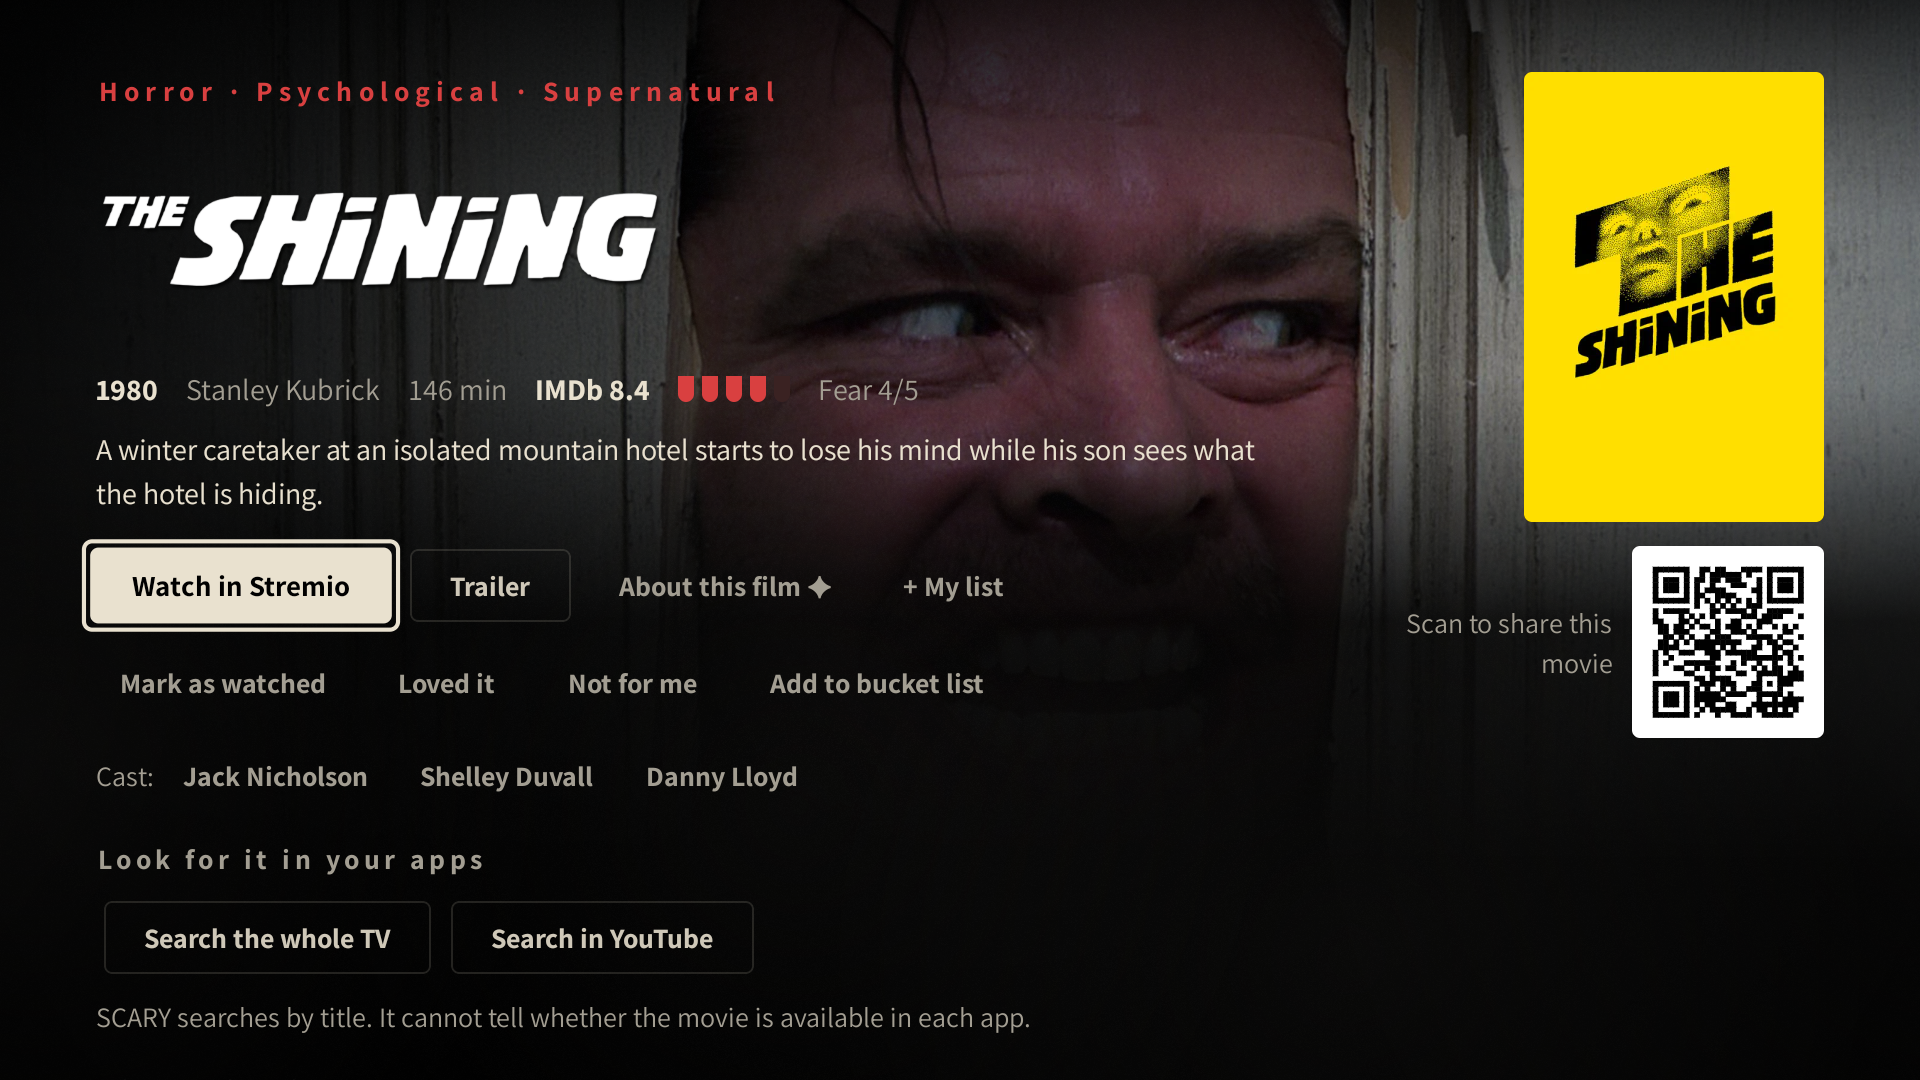 Horror · Psychological · Supernatural
THE SHiNiNG
1980 Stanley Kubrick 146 min IMDb 8.4 Fear 4/5
A winter caretaker at an isolated mountain hotel starts to lose his mind while his son sees what
the hotel is hiding.
Watch in Stremio Trailer About this film ✦ + My list
Mark as watched Loved it Not for me Add to bucket list
Cast: Jack Nicholson Shelley Duvall Danny Lloyd
Look for it in your apps
Search the whole TV Search in YouTube
SCARY searches by title. It cannot tell whether the movie is available in each app.
THE
SHiNiNG
Scan to share this
movie